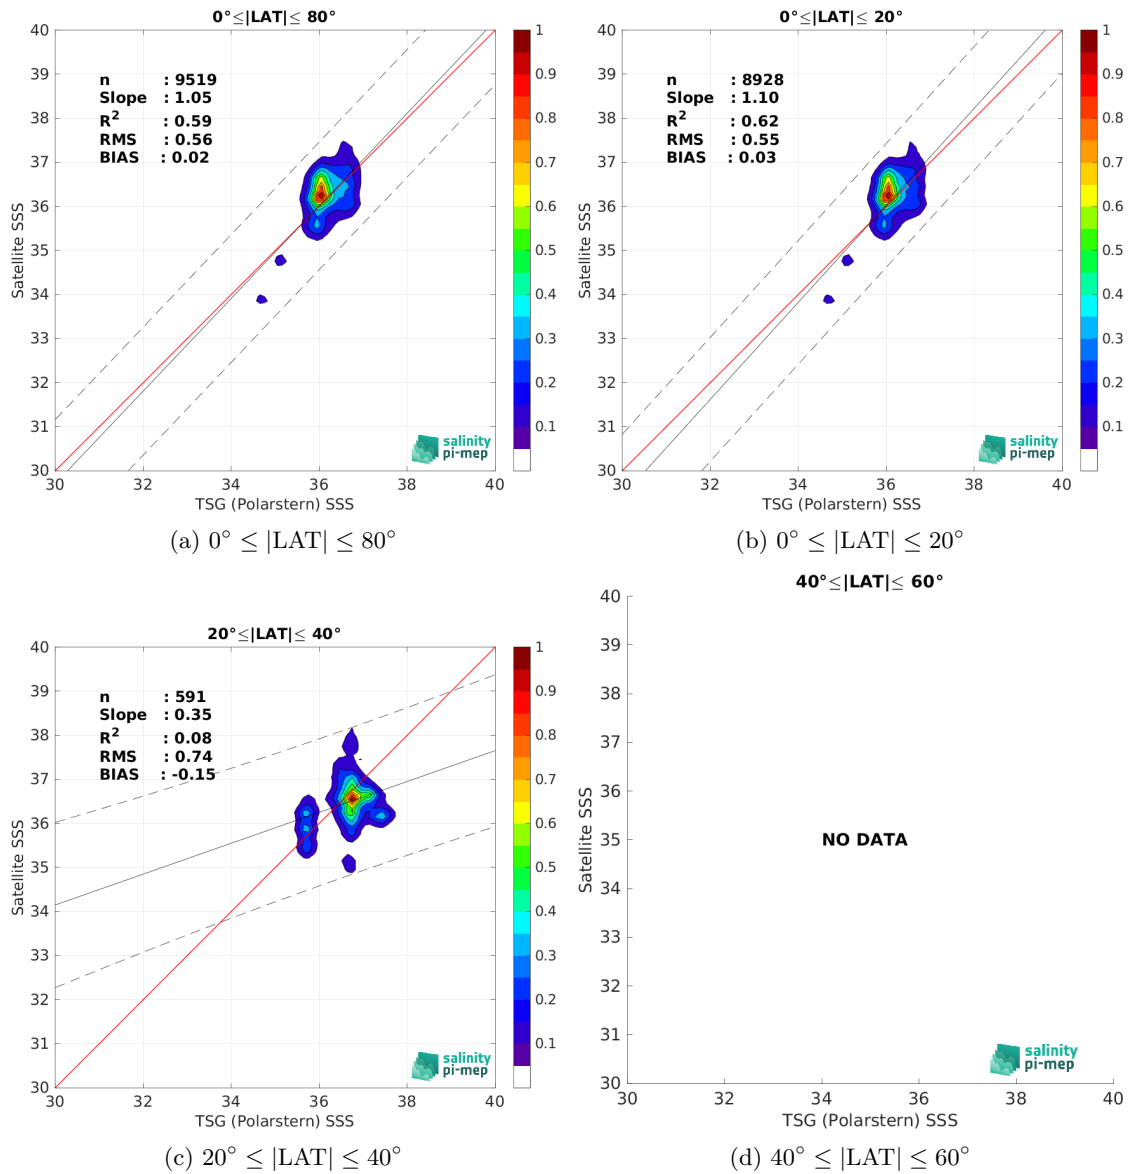 0°≤|LAT|≤ 80°
40
39
38
37
36
35
34
33
32
31
30
n : 9519
Slope : 1.05
R² : 0.59
RMS : 0.56
BIAS : 0.02
1
0.9
0.8
0.7
0.6
0.5
0.4
0.3
0.2
0.1
Satellite SSS
salinity
pi-mep
30 32 34 36 38 40
TSG (Polarstern) SSS
(a) 0° ≤ |LAT| ≤ 80°
0°≤|LAT|≤ 20°
40
39
38
37
36
35
34
33
32
31
30
n : 8928
Slope : 1.10
R² : 0.62
RMS : 0.55
BIAS : 0.03
1
0.9
0.8
0.7
0.6
0.5
0.4
0.3
0.2
0.1
Satellite SSS
salinity
pi-mep
30 32 34 36 38 40
TSG (Polarstern) SSS
(b) 0° ≤ |LAT| ≤ 20°
20°≤|LAT|≤ 40°
40
39
38
37
36
35
34
33
32
31
30
n : 591
Slope : 0.35
R² : 0.08
RMS : 0.74
BIAS : -0.15
1
0.9
0.8
0.7
0.6
0.5
0.4
0.3
0.2
0.1
Satellite SSS
salinity
pi-mep
30 32 34 36 38 40
TSG (Polarstern) SSS
(c) 20° ≤ |LAT| ≤ 40°
40°≤|LAT|≤ 60°
40
39
38
37
36
35
34
33
32
31
30
NO DATA
Satellite SSS
salinity
pi-mep
30 32 34 36 38 40
TSG (Polarstern) SSS
(d) 40° ≤ |LAT| ≤ 60°